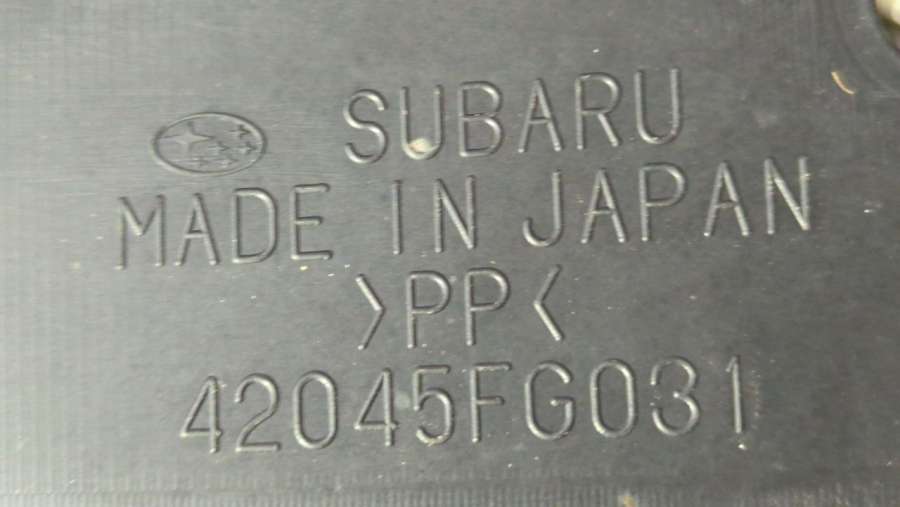 SUBARU
MADE IN JAPAN
>PP<
42045FG031